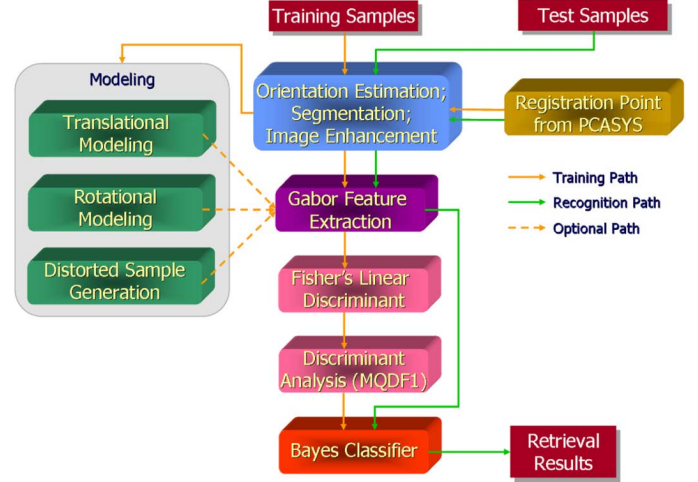 Training Samples
Test Samples
Modeling
Translational
Modeling
Rotational
Modeling
Distorted Sample
Generation
Orientation Estimation;
Segmentation;
Image Enhancement
Registration Point
from PCASYS
Training Path
Recognition Path
Optional Path
Gabor Feature
Extraction
Fisher's Linear
Discriminant
Discriminant
Analysis (MQDF1)
Bayes Classifier
Retrieval
Results